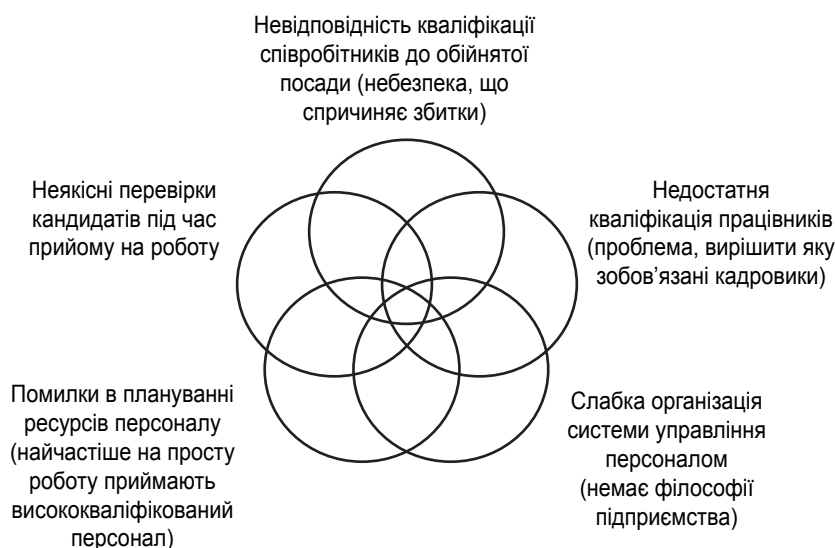 Невідповідність кваліфікації
співробітників до обійнятої
посади (небезпека, що
спричиняє збитки)
Неякісні перевірки
кандидатів під час
прийому на роботу
Недостатня
кваліфікація працівників
(проблема, вирішити яку
зобов’язані кадровики)
Помилки в плануванні
ресурсів персоналу
(найчастіше на просту
роботу приймають
висококваліфікований
персонал)
Слабка організація
системи управління
персоналом
(немає філософії
підприємства)